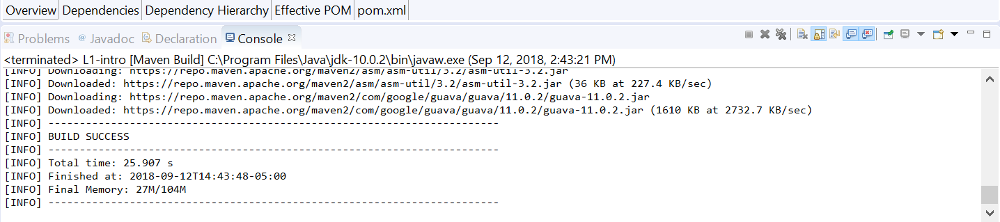 Overview Dependencies Dependency Hierarchy Effective POM pom.xml
Problems @ Javadoc Declaration Console
<terminated> L1-intro [Maven Build] C:\Program Files\Java\jdk-10.0.2\bin\javaw.exe (Sep 12, 2018, 2:43:21 PM)
[INFO] Downloading: https://repo.maven.apache.org/maven2/asm/asm-util/3.2/asm-util-3.2.jar
[INFO] Downloaded: https://repo.maven.apache.org/maven2/asm/asm-util/3.2/asm-util-3.2.jar (36 KB at 227.4 KB/sec)
[INFO] Downloading: https://repo.maven.apache.org/maven2/com/google/guava/guava/11.0.2/guava-11.0.2.jar
[INFO] Downloaded: https://repo.maven.apache.org/maven2/com/google/guava/guava/11.0.2/guava-11.0.2.jar (1610 KB at 2732.7 KB/sec)
[INFO] ------------------------------------------------------------------------
[INFO] BUILD SUCCESS
[INFO] ------------------------------------------------------------------------
[INFO] Total time: 25.907 s
[INFO] Finished at: 2018-09-12T14:43:48-05:00
[INFO] Final Memory: 27M/104M
[INFO] ------------------------------------------------------------------------